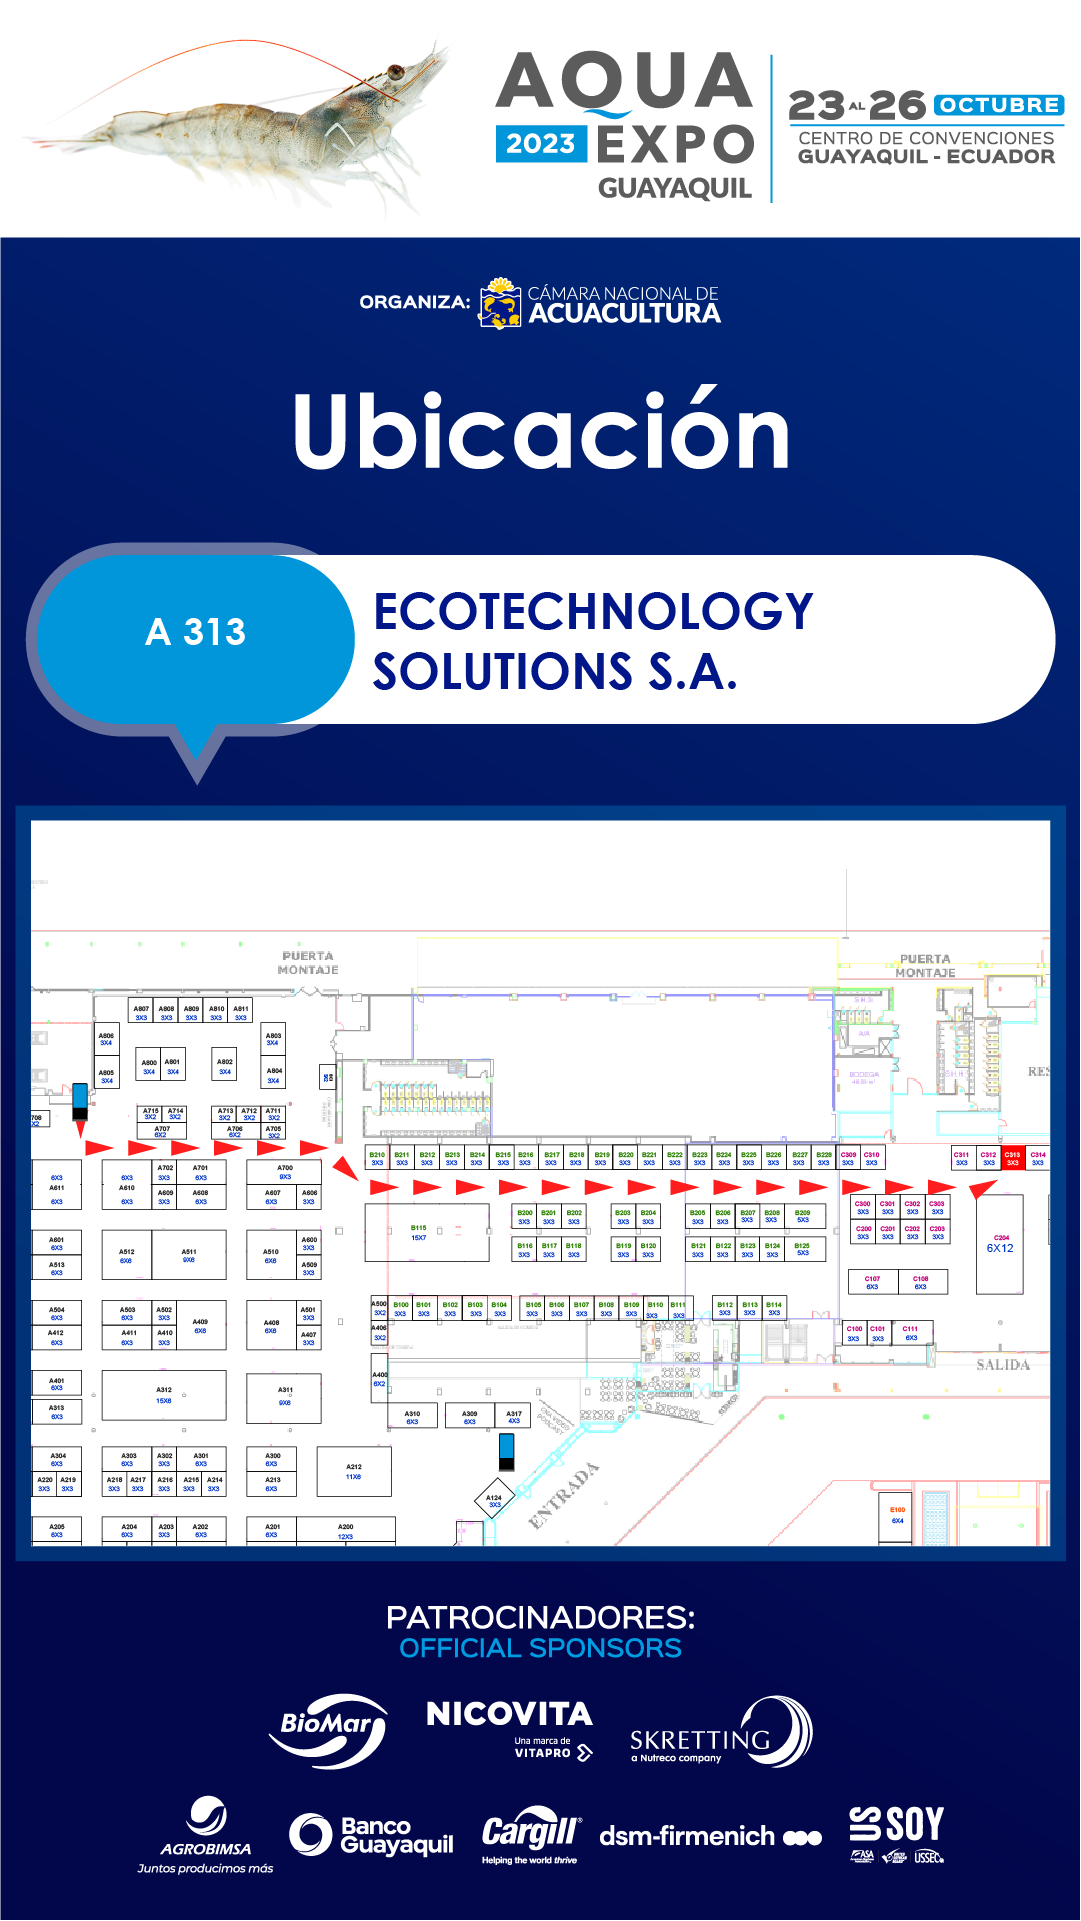 AQUA
2023 EXPO
GUAYAQUIL
23 AL 26 OCTUBRE
CENTRO DE CONVENCIONES
GUAYAQUIL - ECUADOR
ORGANIZA:
CÁMARA NACIONAL DE
ACUACULTURA
Ubicación
A 313
ECOTECHNOLOGY
SOLUTIONS S.A.
PUERTA
MONTAJE
PUERTA
MONTAJE
A807 A808 A809 A810 A811
3X3 3X3 3X3 3X3 3X3
A806
3X4
A803
3X4
A800 A801 A802
3X4 3X4 3X4
A805
3X4
A804
3X4
BODEGA
RES
A715 A714 A713 A712 A711
3X2 3X2 3X2 3X2 3X2
A707 A706 A705
6X2 6X2 3X2
B210 B211 B212 B213 B214 B215 B216 B217 B218 B219 B220 B221 B222 B223 B224 B225 B226 B227 B228 C309 C310
3X3 3X3 3X3 3X3 3X3 3X3 3X3 3X3 3X3 3X3 3X3 3X3 3X3 3X3 3X3 3X3 3X3 3X3 3X3 3X3 3X3
C311 C312 C313 C314
3X3 3X3 3X3 3X3
A702 A701 A700
6X3 6X3 3X3 6X3 9X3
A611 A610 A609 A608 A607 A606
6X3 6X3 3X3 6X3 6X3 3X3
B200 B201 B202 B203 B204 B205 B206 B207 B208 B209
3X3 3X3 3X3 3X3 3X3 3X3 3X3 3X3 3X3 5X3
C300 C301 C302 C303
3X3 3X3 3X3 3X3
C200 C201 C202 C203
3X3 3X3 3X3 3X3
B115
15X7
C204
6X12
A601
6X3
A600
3X3
A512 A511 A510
6X6 9X6 6X6
A513
6X3
A509
3X3
B116 B117 B118 B119 B120 B121 B122 B123 B124 B125
3X3 3X3 3X3 3X3 3X3 3X3 3X3 3X3 3X3 5X3
C107 C108
6X3 6X3
A504 A503 A502 A501
6X3 6X3 3X3 3X3
A409 A408
6X6 6X6
A412 A411 A410 A407
6X3 6X3 3X3 3X3
A500
3X2
A406
3X2
B100 B101 B102 B103 B104 B105 B106 B107 B108 B109 B110 B111 B112 B113 B114
3X3 3X3 3X3 3X3 3X3 3X3 3X3 3X3 3X3 3X3 3X3 3X3 3X3 3X3 3X3
C100 C101 C111
3X3 3X3 6X3
SALIDA
A401
6X3
A312 A311
15X6 9X6
A400
6X2
A313
6X3
A310 A309 A317
6X3 6X3 4X3
A304 A303 A302 A301 A300
6X3 6X3 3X3 6X3 6X3
A212
11X6
A220 A219 A218 A217 A216 A215 A214 A213
3X3 3X3 3X3 3X3 3X3 3X3 3X3 6X3
A124
3X3
ENTRADA
E100
6X4
A205 A204 A203 A202 A201 A200
6X3 6X3 3X3 6X3 6X3 12X3
PATROCINADORES:
OFFICIAL SPONSORS
BioMar
NICOVITA
Una marca de
VITAPRO
SKRETTING
a Nutreco company
AGROBIMSA
Juntos producimos más
Banco
Guayaquil
Cargill®
Helping the world thrive
dsm-firmenich
US SOY
ASA
USSEC